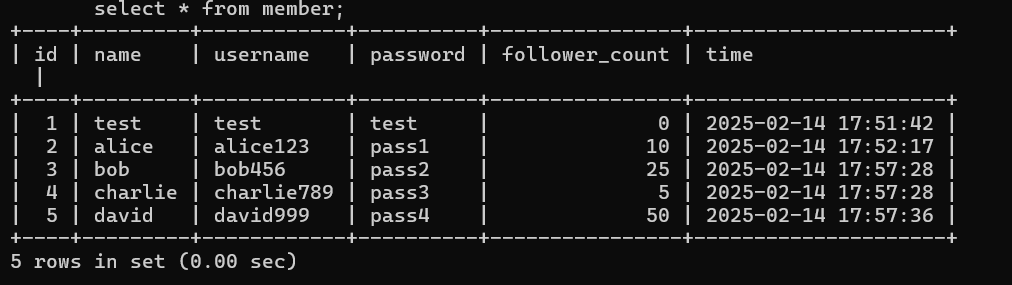 select * from member;
+----+---------+-------------+----------+----------------+---------------------+
| id | name    | username    | password | follower_count | time
  |
+----+---------+-------------+----------+----------------+---------------------+
|  1 | test    | test        | test     |              0 | 2025-02-14 17:51:42 |
|  2 | alice   | alice123    | pass1    |             10 | 2025-02-14 17:52:17 |
|  3 | bob     | bob456      | pass2    |             25 | 2025-02-14 17:57:28 |
|  4 | charlie | charlie789  | pass3    |              5 | 2025-02-14 17:57:28 |
|  5 | david   | david999    | pass4    |             50 | 2025-02-14 17:57:36 |
+----+---------+-------------+----------+----------------+---------------------+
5 rows in set (0.00 sec)